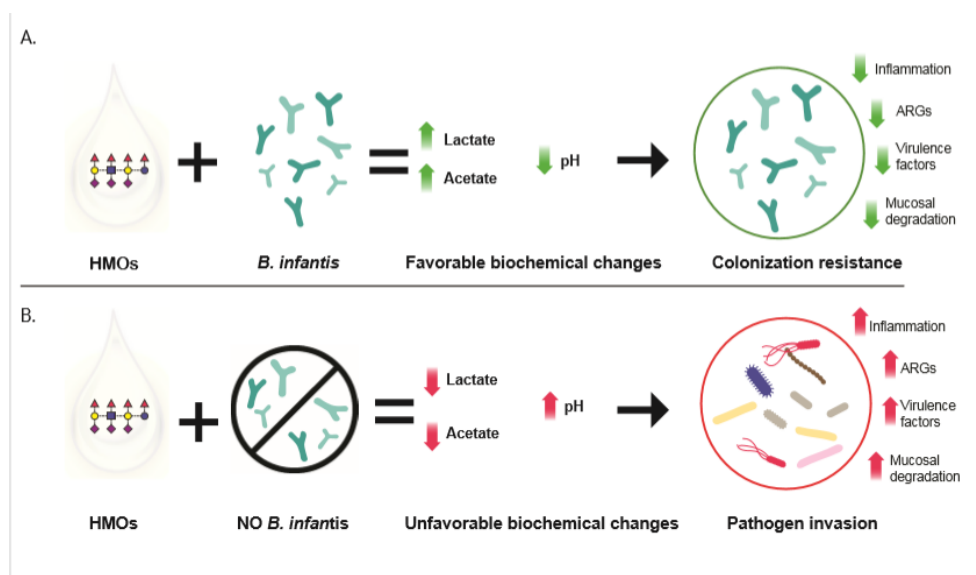 A.
Lactate
Acetate
pH
Inflammation
ARGs
Virulence
factors
Mucosal
degradation
HMOs
B. infantis
Favorable biochemical changes
Colonization resistance
B.
Lactate
Acetate
pH
Inflammation
ARGs
Virulence
factors
Mucosal
degradation
HMOs
NO B. infantis
Unfavorable biochemical changes
Pathogen invasion